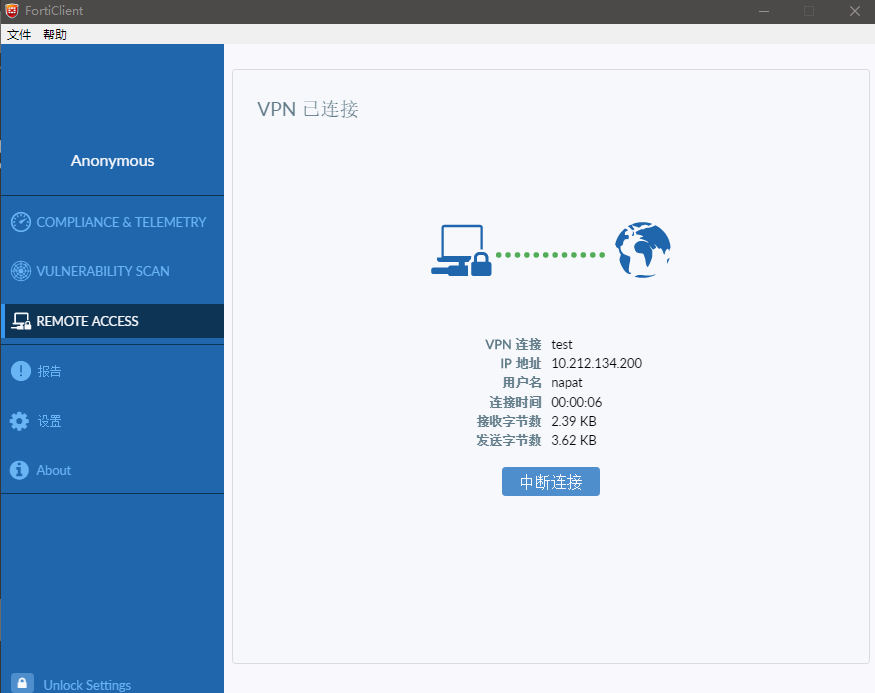 FortiClient
文件 帮助
Anonymous
COMPLIANCE & TELEMETRY
VULNERABILITY SCAN
REMOTE ACCESS
报告
设置
About
Unlock Settings
VPN 已连接
VPN 连接 test
IP 地址 10.212.134.200
用户名 napat
连接时间 00:00:06
接收字节数 2.39 KB
发送字节数 3.62 KB
中断连接